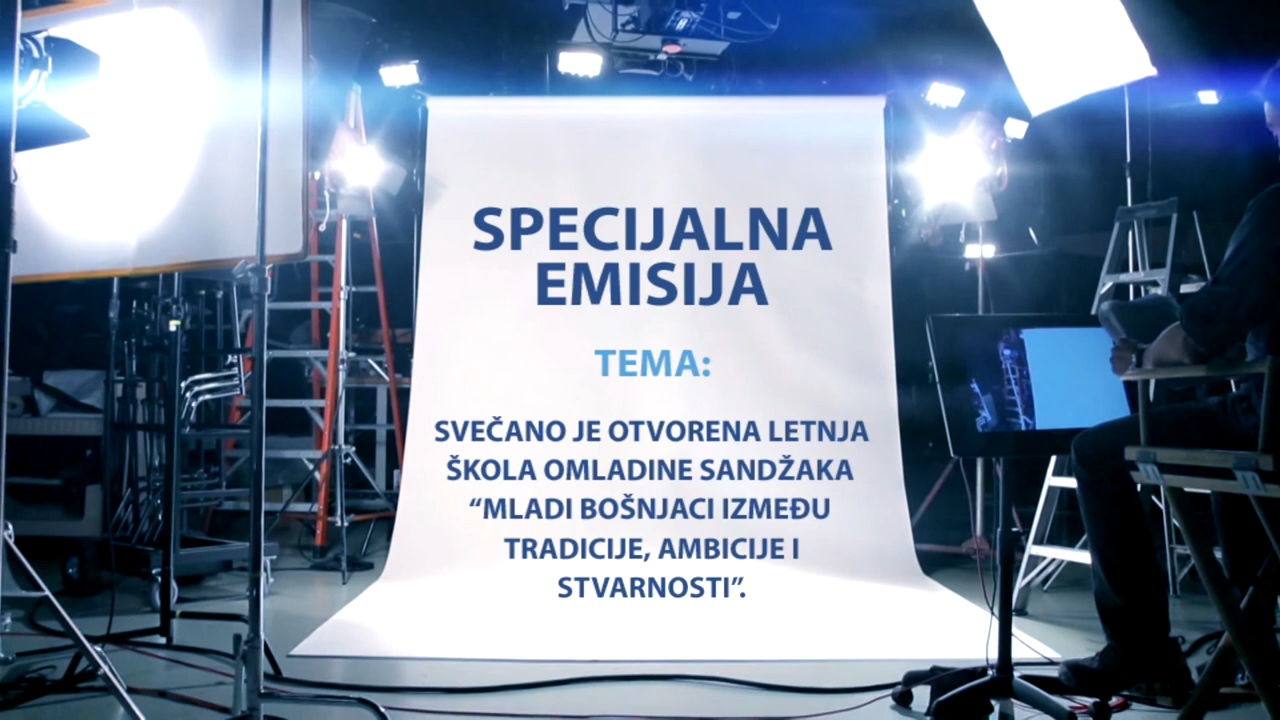 SPECIJALNA
EMISIJA
TEMA:
SVEČANO JE OTVORENA LETNJA
ŠKOLA OMLADINE SANDŽAKA
“MLADI BOŠNJACI IZMEĐU
TRADICIJE, AMBICIJE I
STVARNOSTI”.